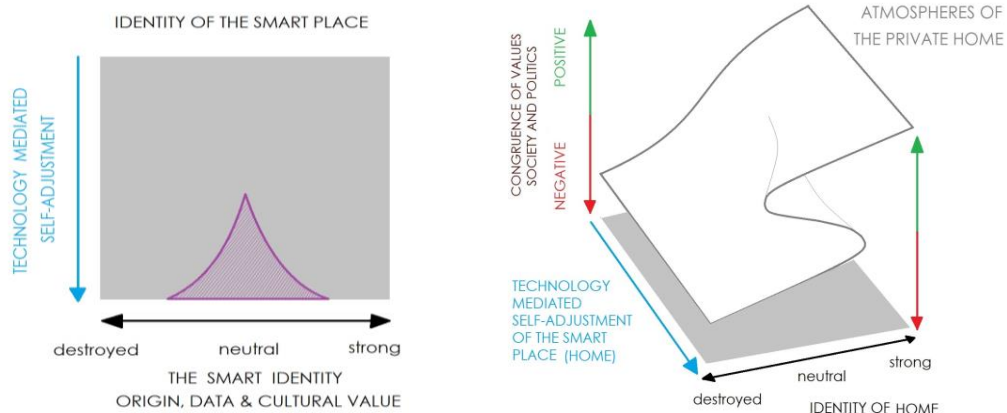 IDENTITY OF THE SMART PLACE
TECHNOLOGY MEDIATED
SELF-ADJUSTMENT
destroyed
neutral
strong
THE SMART IDENTITY
ORIGIN, DATA & CULTURAL VALUE
ATMOSPHERES OF
THE PRIVATE HOME
CONGRUENCE OF VALUES
SOCIETY AND POLITICS
POSITIVE
NEGATIVE
TECHNOLOGY
MEDIATED
SELF-ADJUSTMENT
OF THE SMART
PLACE (HOME)
destroyed
neutral
strong
IDENTITY OF HOME